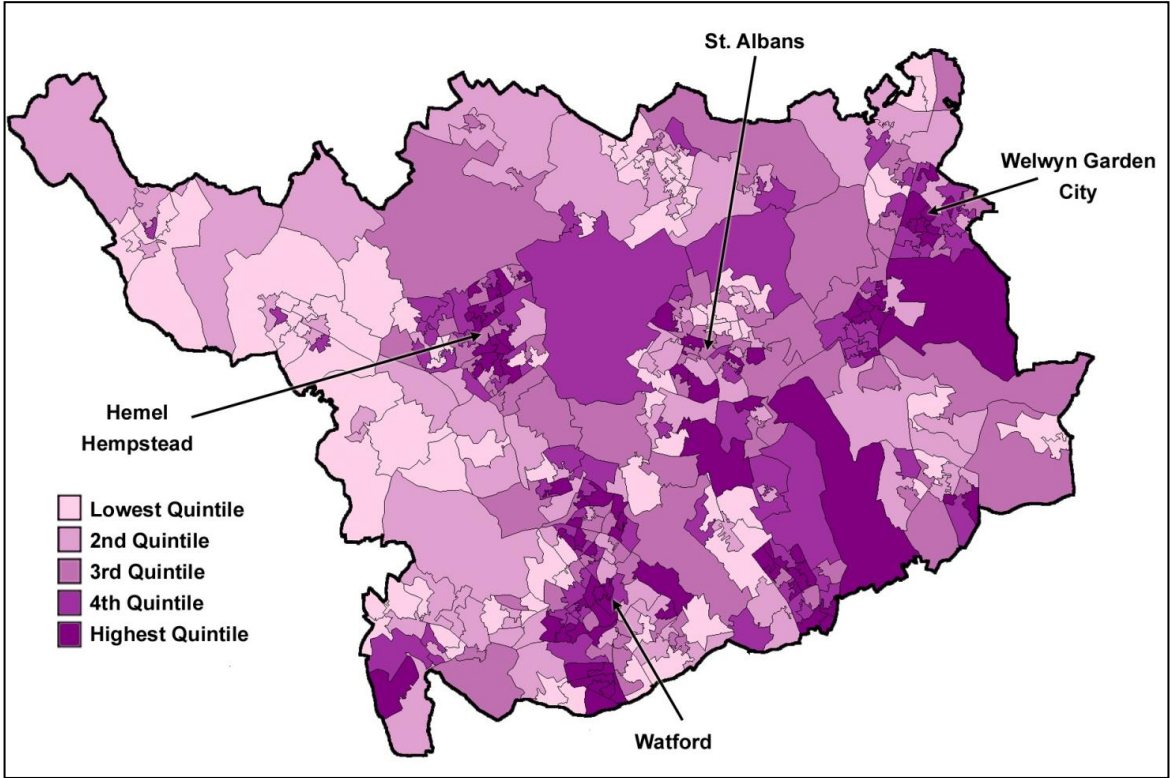 St. Albans
Welwyn Garden
City
Hemel
Hempstead
Lowest Quintile
2nd Quintile
3rd Quintile
4th Quintile
Highest Quintile
Watford